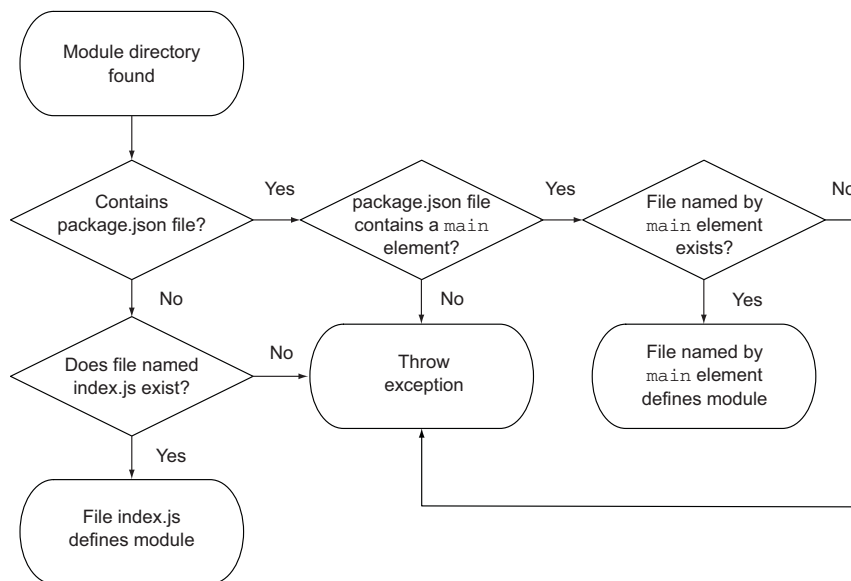 Module directory
found
Contains
package.json file?
Yes
package.json file
contains a main
element?
Yes
File named by
main element
exists?
No
No
No
Yes
Does file named
index.js exist?
No
Throw
exception
File named by
main element
defines module
Yes
File index.js
defines module